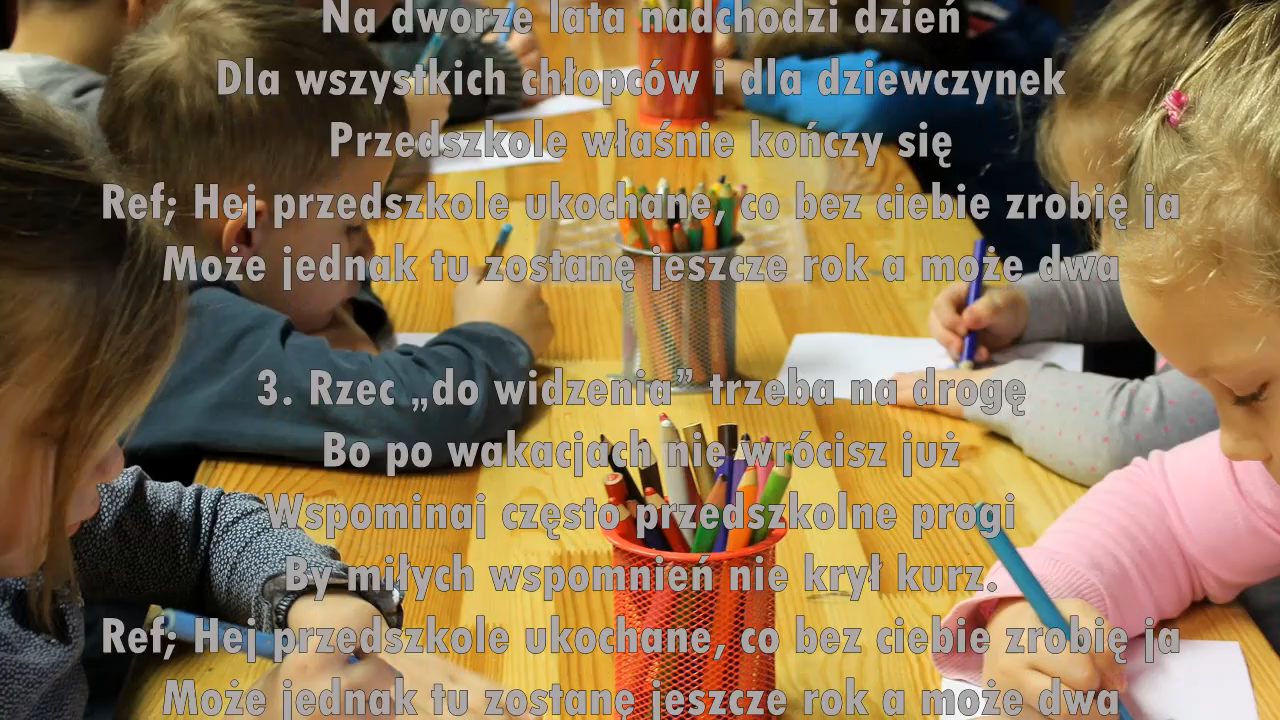 Na dworze lata nadchodzi dzień
Dla wszystkich chłopców i dla dziewczynek
Przedszkole właśnie kończy się
Ref; Hej przedszkole ukochane, co bez ciebie zrobię ja
Może jednak tu zostanę jeszcze rok a może dwa
3. Rzec „do widzenia” trzeba na drogę
Bo po wakacjach nie wrócisz już
Wspominaj często przedszkolne progi
By miłych wspomnień nie krył kurz.
Ref; Hej przedszkole ukochane, co bez ciebie zrobię ja
Może jednak tu zostanę jeszcze rok a może dwa